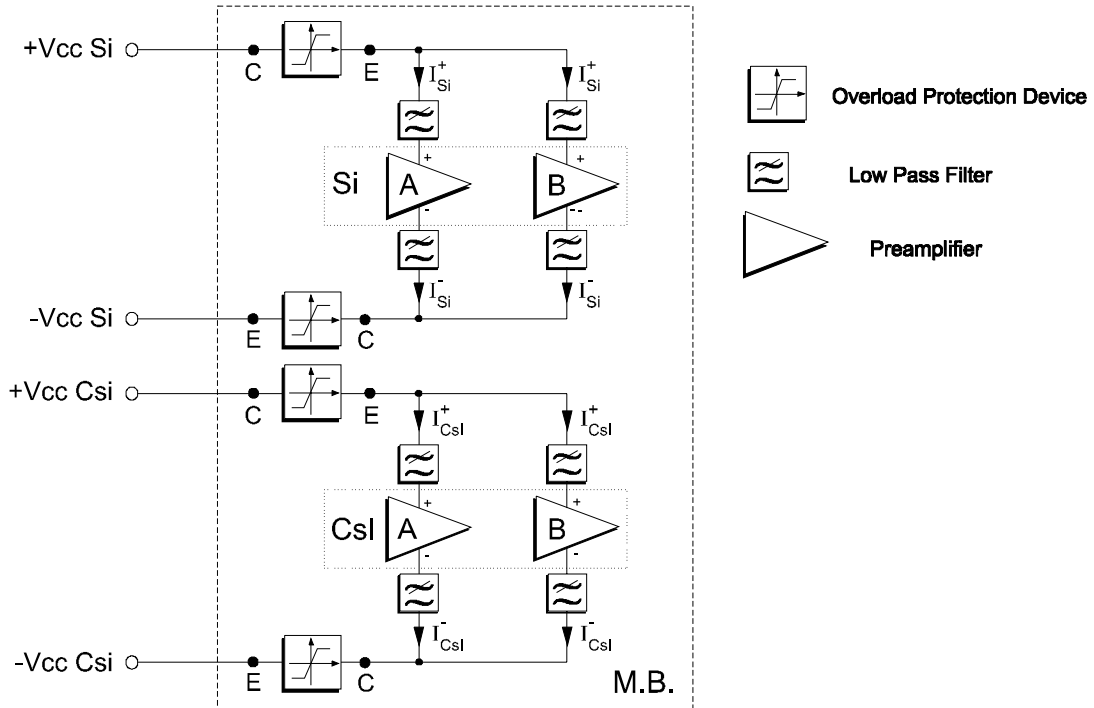 +Vcc Si
C
E
I+Si
I+Si
Si
A
+
-
B
+
--
I-Si
I-Si
-Vcc Si
E
C
+Vcc Csi
C
E
I+CsI
I+CsI
CsI
A
+
-
B
+
-
I-CsI
I-CsI
-Vcc Csi
E
C
M.B.
Overload Protection Device
Low Pass Filter
Preamplifier